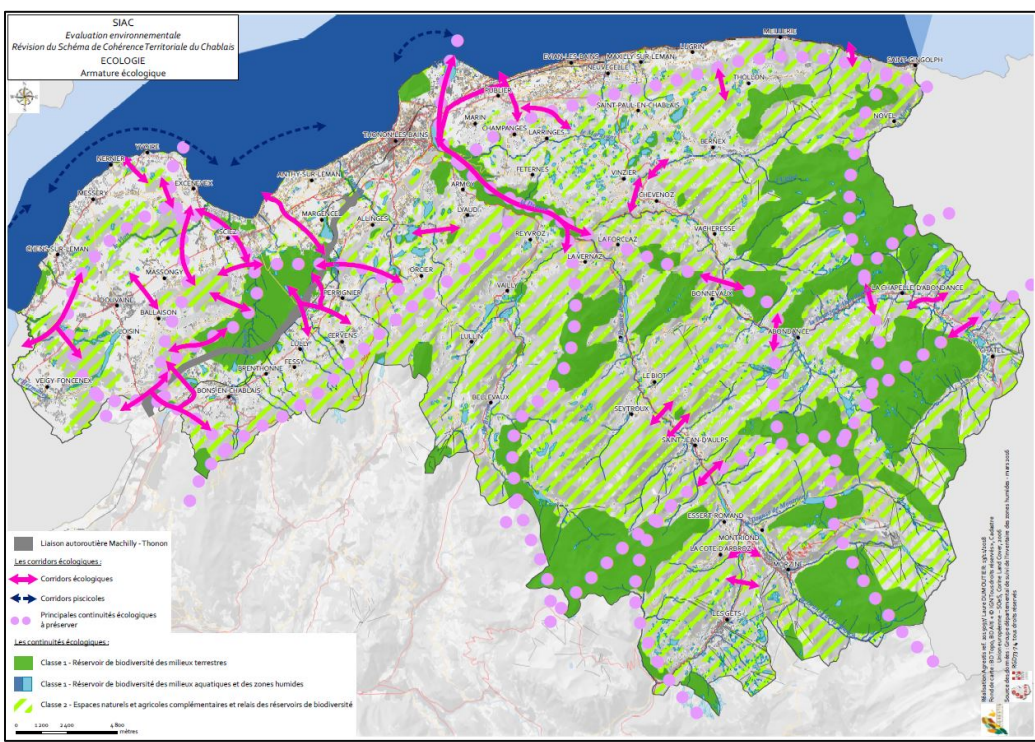 SIAC
Evaluation environnementale
Révision du Schéma de Cohérence Territoriale du Chablais
ECOLOGIE
Armature écologique
MEILLERIE
LUGRIN
EVIAN-LES-BAINS
MAXILLY-SUR-LEMAN
NEUVECELLE
SAINT-GINGOLPH
THOLLON
PUBLIER
SAINT-PAUL-EN-CHABLAIS
MARIN
NOVEL
CHAMPANGES
LARRINGES
THONON-LES-BAINS
BERNEX
YVOIRE
NERNIER
FETERNES
VINZIER
EXCENEVEX
ANTHY-SUR-LEMAN
ARMOY
CHEVENOZ
MESSERY
LYAUD
MARGENCEL
ALLINGES
VACHERESSE
SCIEZ
REYVROZ
LA FORCLAZ
CHENS-SUR-LEMAN
LA VERNAZ
MASSONGY
ORCIER
VAILLY
LA CHAPELLE-D'ABONDANCE
PERRIGNIER
BONNEVAUX
DOUVAINE
BALLAISON
LOISIN
LULLIN
ABONDANCE
CERVENS
LULLY
CHATEL
FESSY
BRENTHONNE
LE BIOT
VEIGY-FONCENEX
BONS-EN-CHABLAIS
BELLEVAUX
SEYTROUX
SAINT-JEAN-D'AULPS
ESSERT-ROMAND
MONTRIOND
LA COTE D'ARBROZ
MORZINE
LES GETS
Liaison autoroutière Machilly - Thonon
Les corridors écologiques :
Corridors écologiques
Corridors piscicoles
Principales continuités écologiques
à préserver
Les continuités écologiques :
Classe 1 - Réservoir de biodiversité des milieux terrestres
Classe 1 - Réservoir de biodiversité des milieux aquatiques et des zones humides
Classe 2 - Espaces naturels et agricoles complémentaires et relais des réservoirs de biodiversité
0 1 200 2 400 4 800
mètres